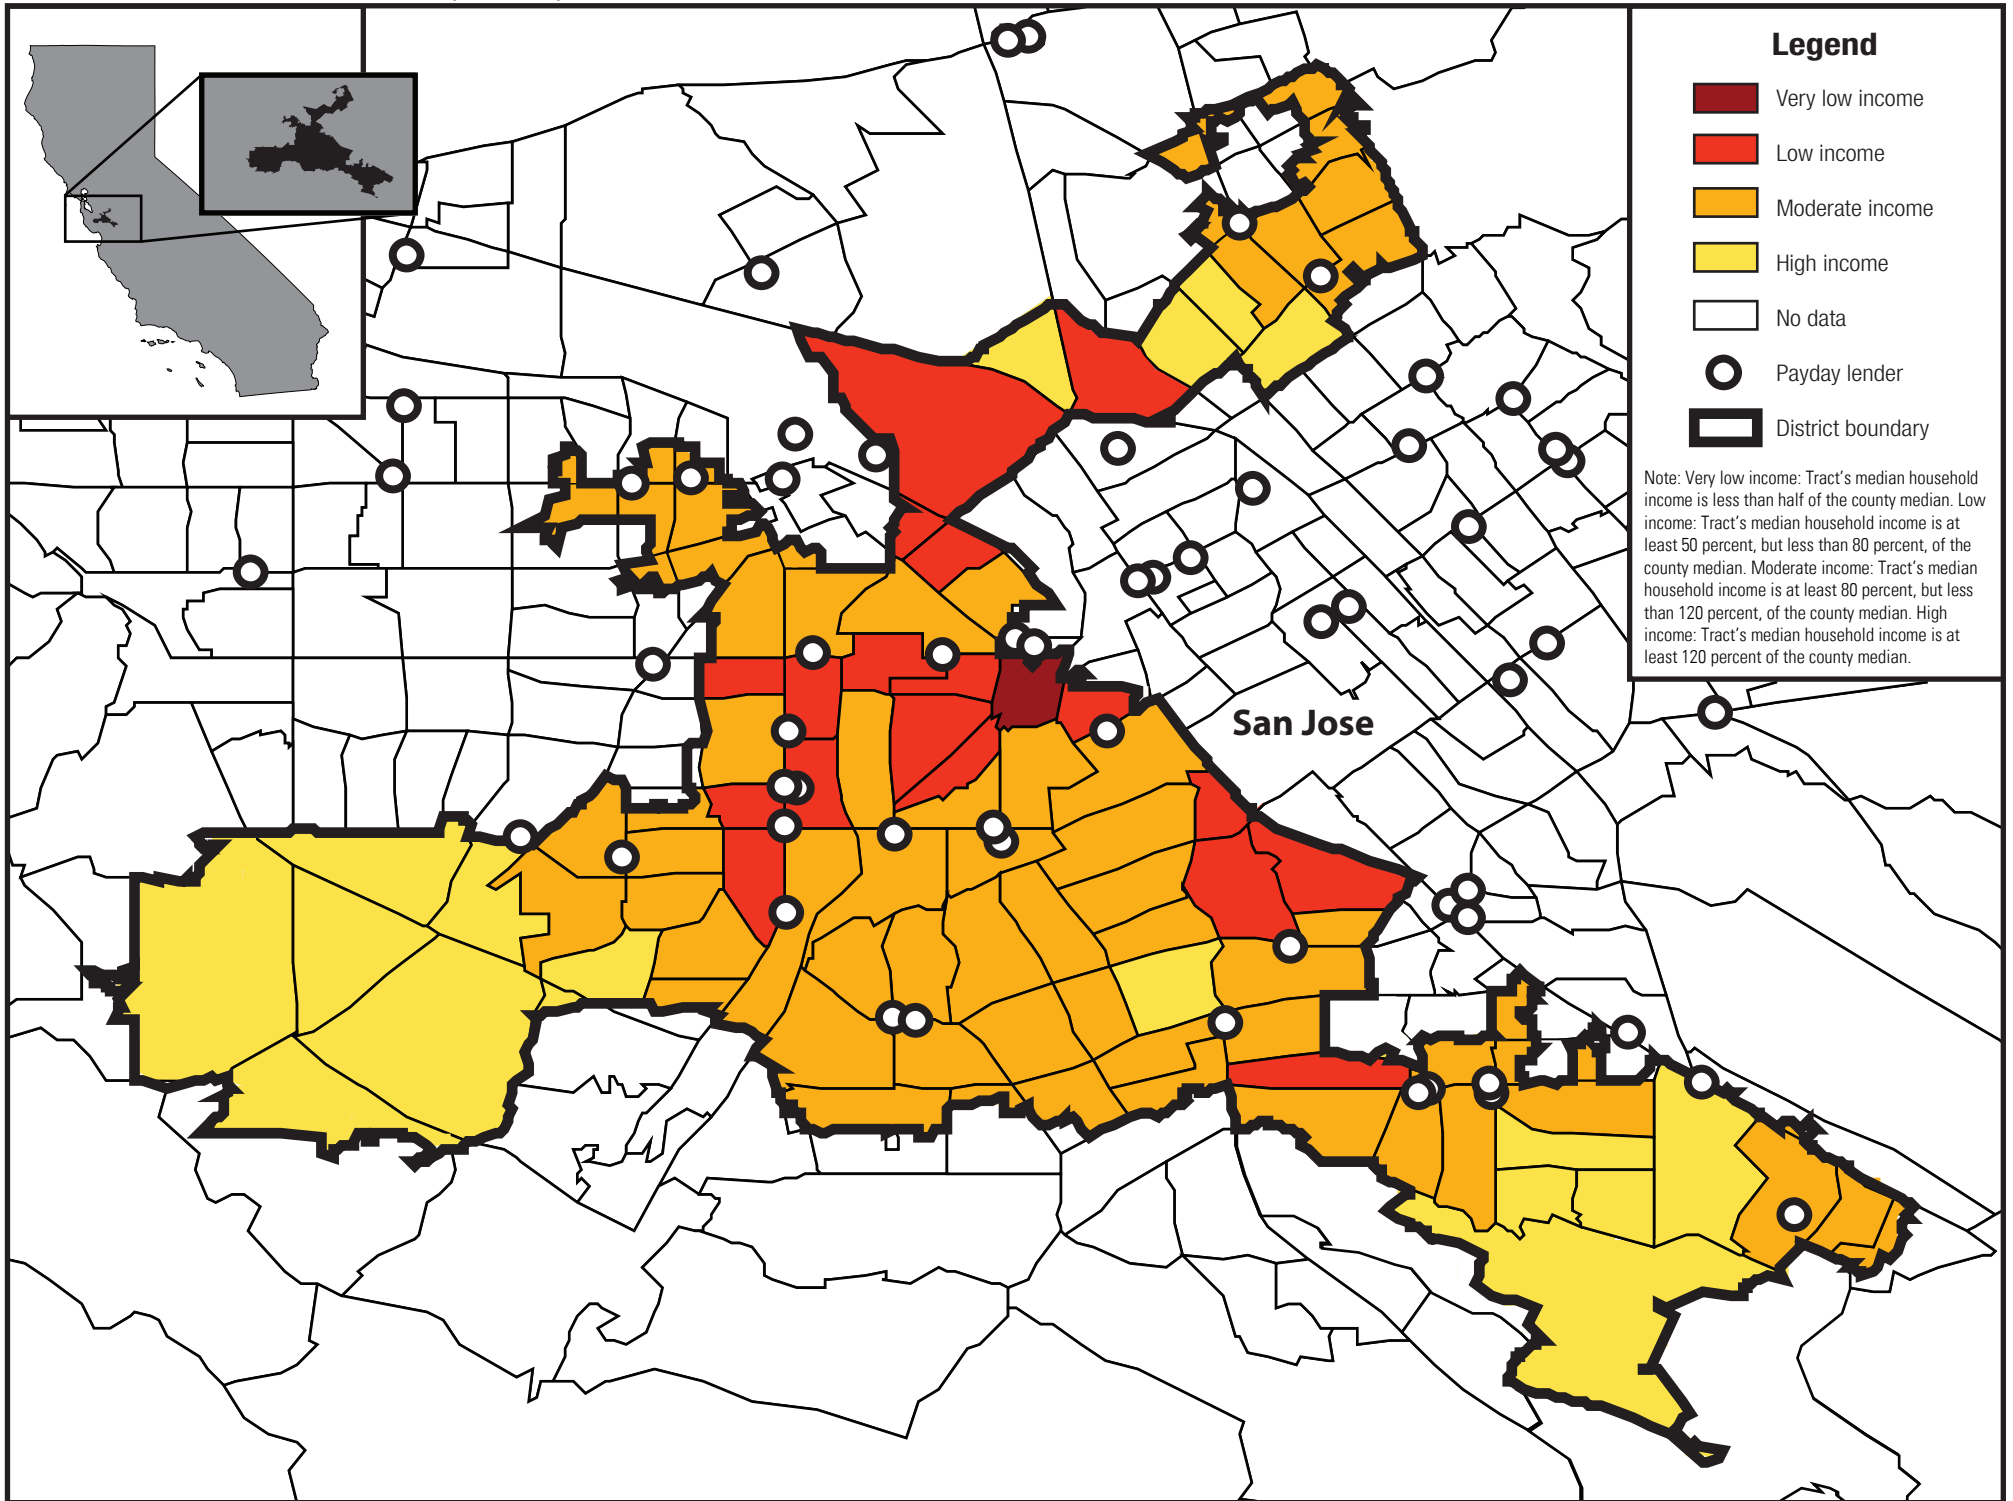 Legend
Very low income
Low income
Moderate income
High income
No data
Payday lender
District boundary
Note: Very low income: Tract's median household
income is less than half of the county median. Low
income: Tract's median household income is at
least 50 percent, but less than 80 percent, of the
county median. Moderate income: Tract's median
household income is at least 80 percent, but less
than 120 percent, of the county median. High
income: Tract's median household income is at
least 120 percent of the county median.
San Jose